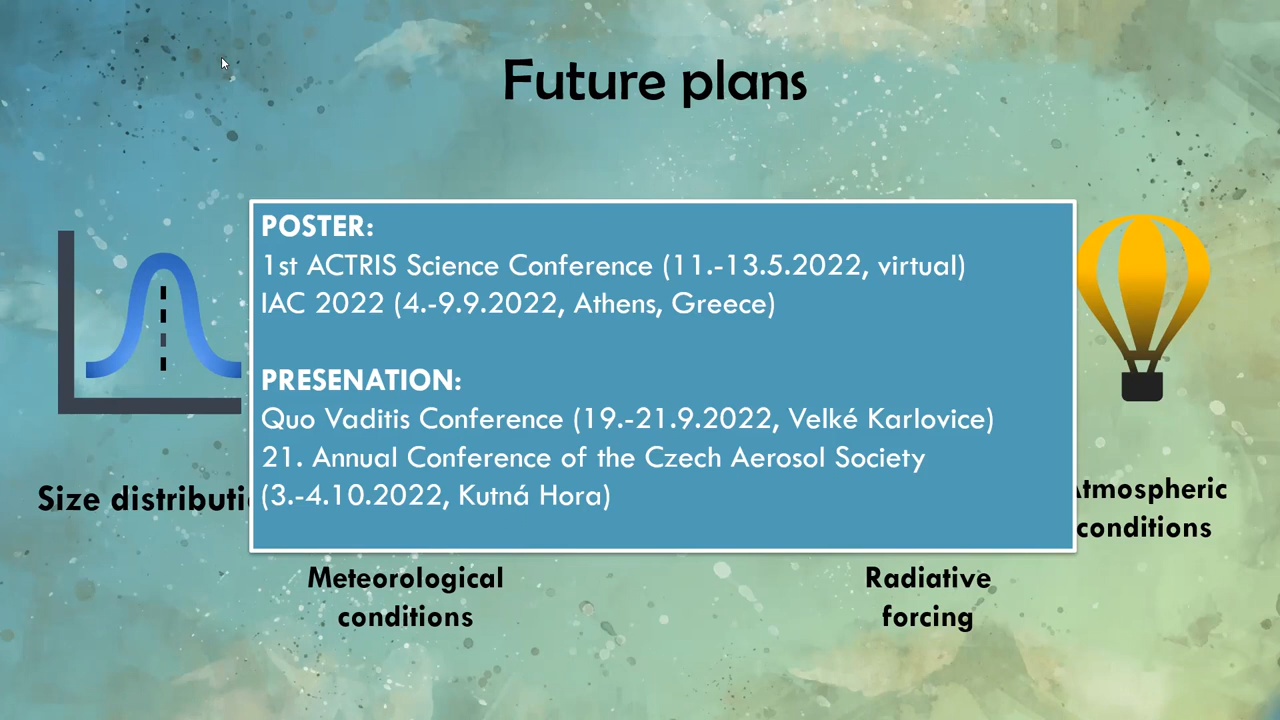 Future plans
POSTER:
1st ACTRIS Science Conference (11.-13.5.2022, virtual)
IAC 2022 (4.-9.9.2022, Athens, Greece)
PRESENATION:
Quo Vaditis Conference (19.-21.9.2022, Velké Karlovice)
21. Annual Conference of the Czech Aerosol Society
(3.-4.10.2022, Kutná Hora)
Size distributi
Atmospheric
conditions
Meteorological
conditions
Radiative
forcing